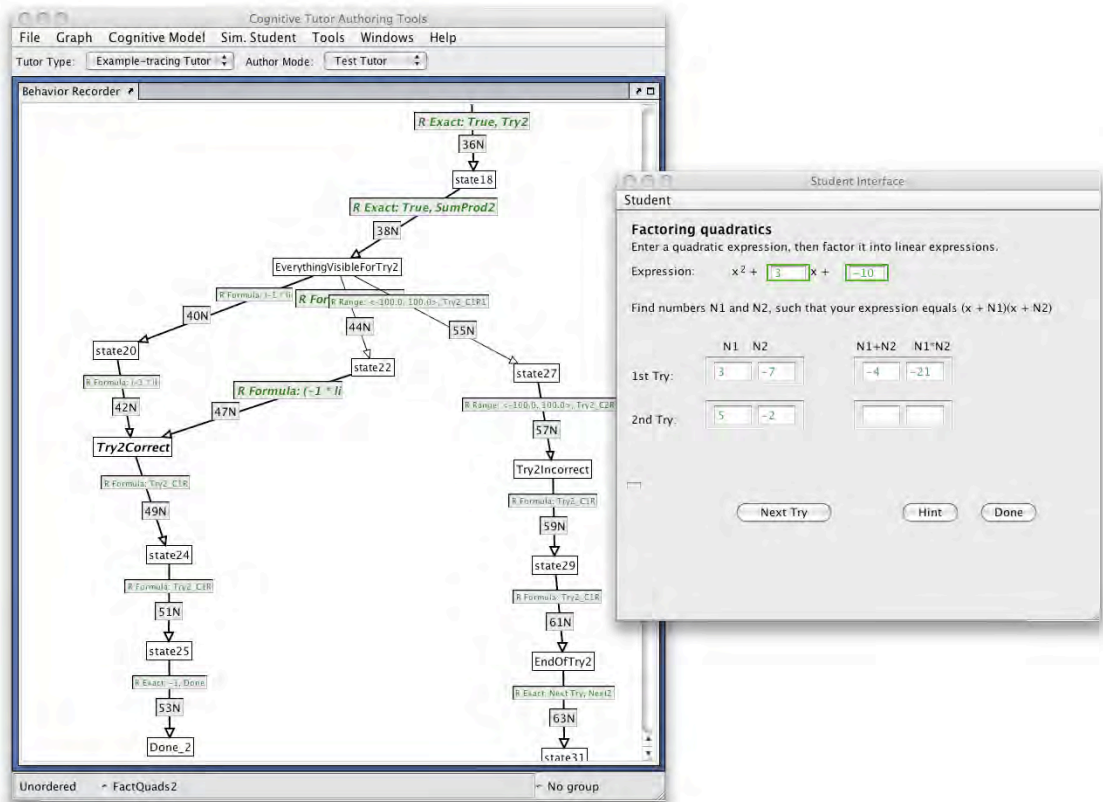 Cognitive Tutor Authoring Tools
File Graph Cognitive Model Sim. Student Tools Windows Help
Tutor Type: Example-tracing Tutor Author Mode: Test Tutor
Behavior Recorder
R Exact: True, Try2
36N
state18
R Exact: True, SumProd2
38N
EverythingVisibleForTry2
R Formula: (-1 * li
R For
R Range: <-100.0, 100.0>, Try2_C1R1
40N
44N
55N
state20
state22
state27
R Formula: (-1 * li
R Formula: (-1 * li
R Range: <-100.0, 100.0>, Try2_C2R
42N
47N
57N
Try2Correct
Try2Incorrect
R Formula: Try2_C1R
R Formula: Try2_C1R
49N
59N
state24
state29
R Formula: Try2_C1R
51N
61N
state25
EndOfTry2
R Exact: -1, Done
R Exact: Next Try, Next2
53N
63N
Done_2
state31
Unordered FactQuads2 No group
Student Interface
Student
Factoring quadratics
Enter a quadratic expression, then factor it into linear expressions.
Expression: x² + 3 x + -10
Find numbers N1 and N2, such that your expression equals (x + N1)(x + N2)
N1 N2 N1+N2 N1*N2
1st Try: 3 -7 -4 -21
2nd Try: 5 -2
Next Try Hint Done